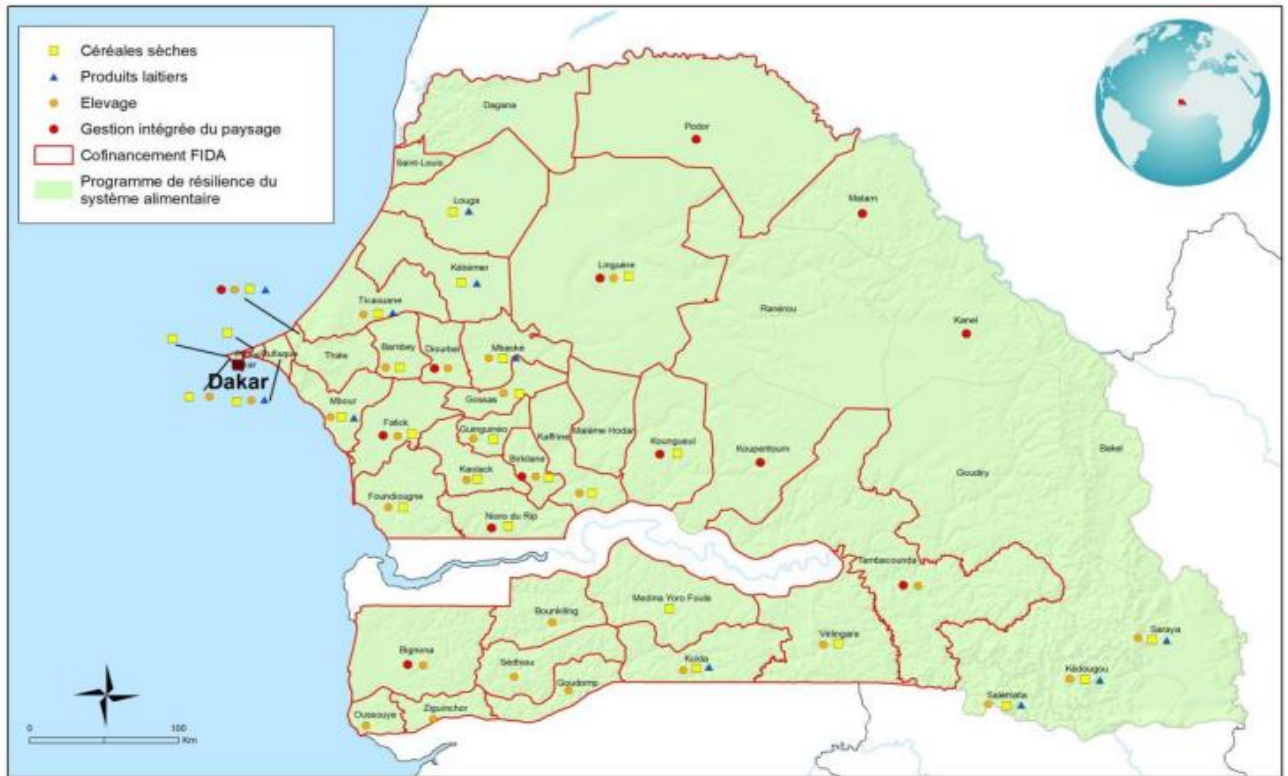 Céréales sèches
Produits laitiers
Elevage
Gestion intégrée du paysage
Cofinancement FIDA
Programme de résilience du
système alimentaire
Dagana
Podor
Saint-Louis
Matam
Louga
Linguère
Kébémer
Ranérou
Tivaouane
Kanel
Bambey
Diourbel
Mbacké
Thiès
Dakar
Gossas
Mbour
Fatick
Guinguinéo
Kaffrine
Malème Hodar
Koungueul
Koupentoum
Birkilane
Kaolack
Goudiry
Bakel
Foundiougne
Nioro du Rip
Tambacounda
Medina Yoro Foula
Bounkiling
Vélingara
Saraya
Bignona
Sédhiou
Kolda
Kédougou
Goudomp
Salémata
Oussouye
Ziguinchor
0
100
Km